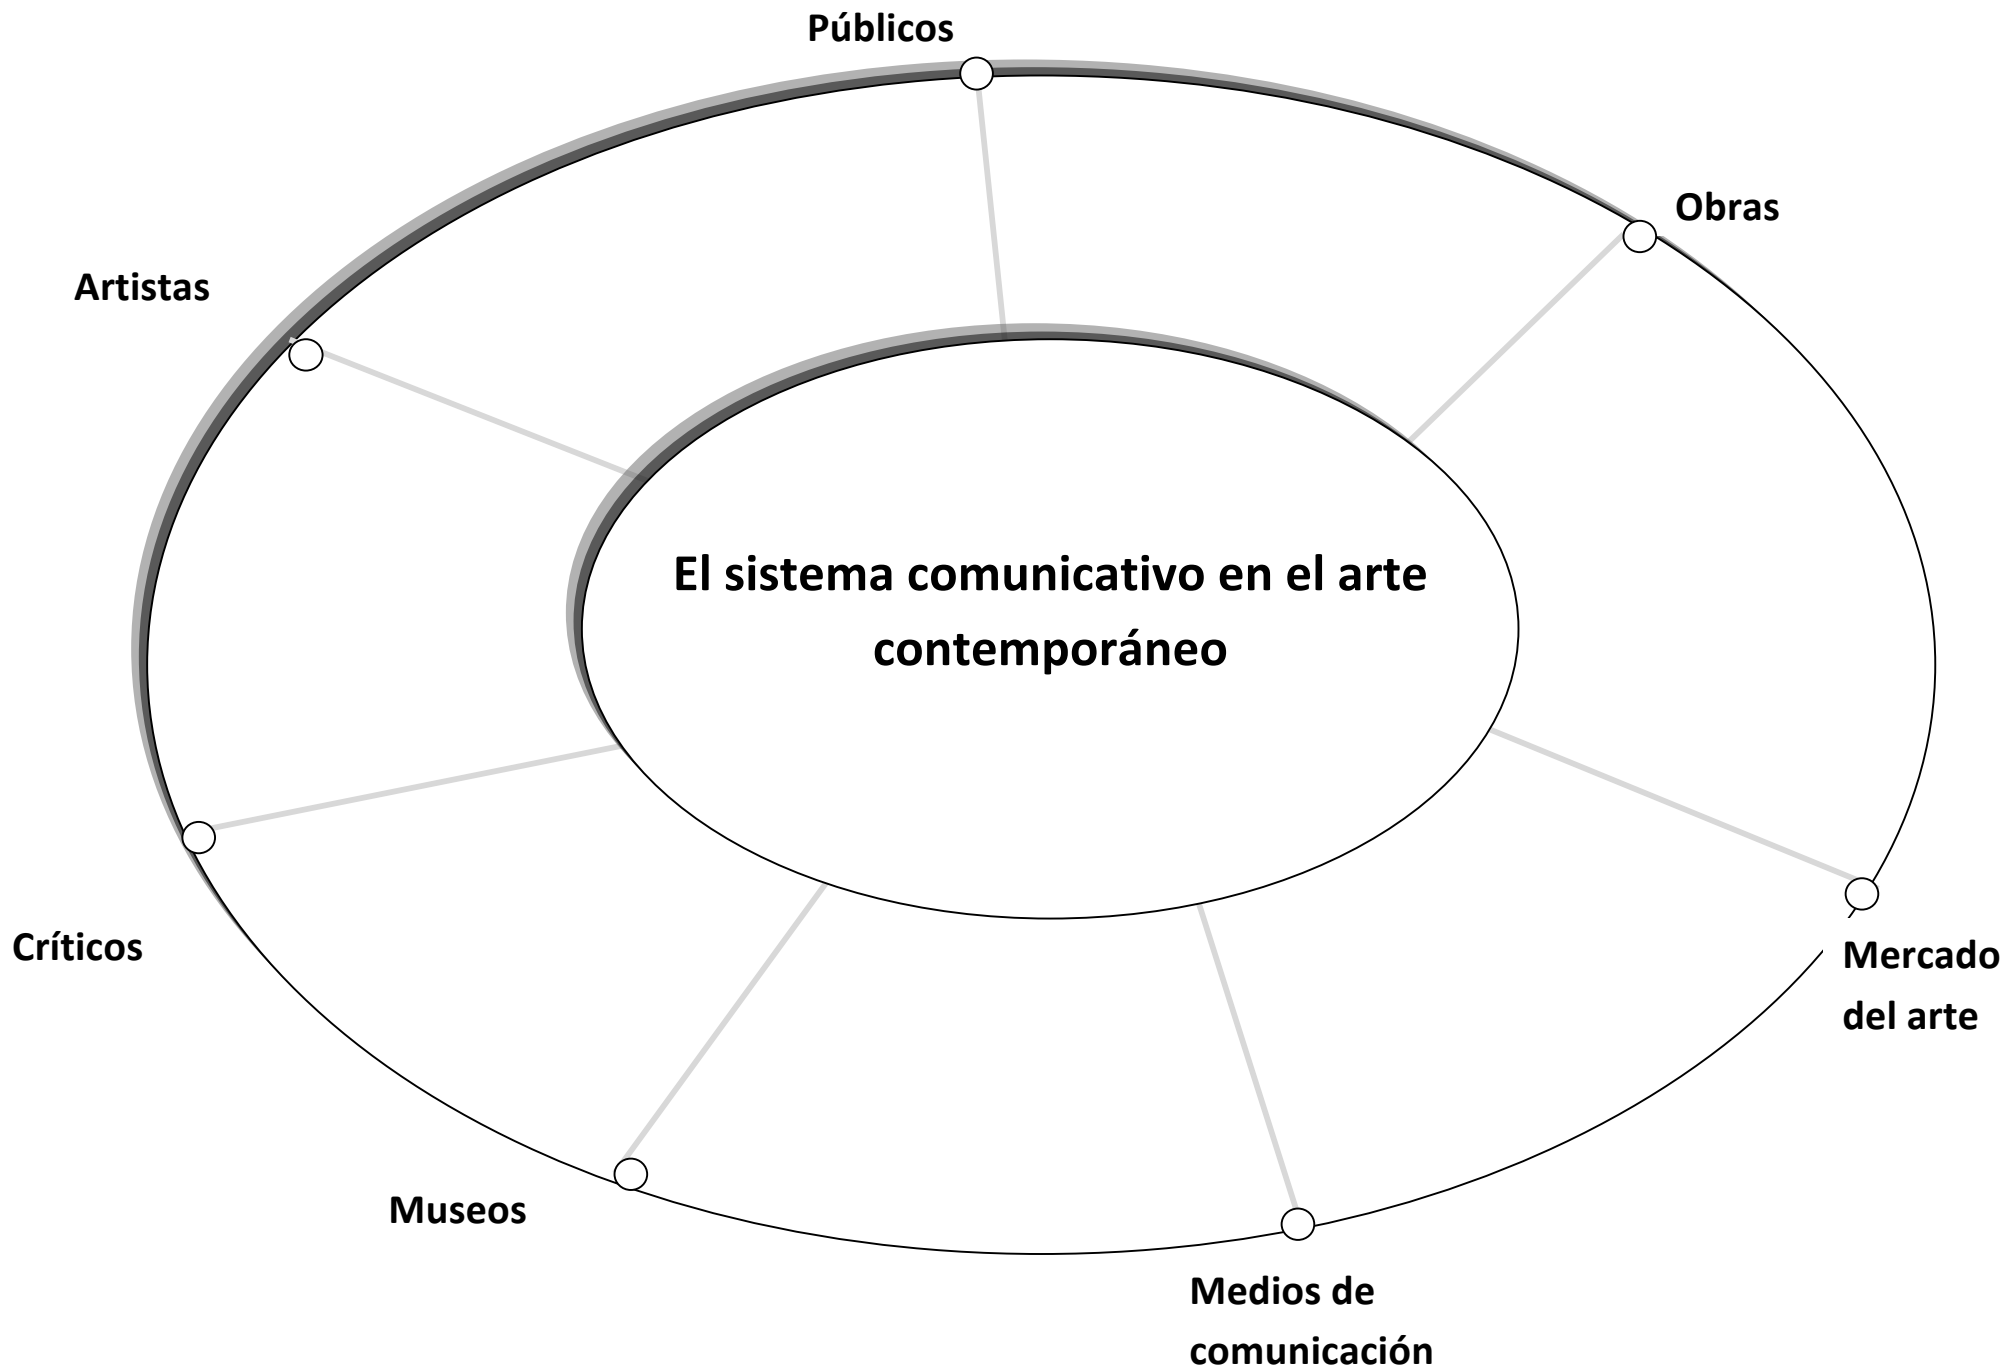 Públicos
Obras
Artistas
El sistema comunicativo en el arte
contemporáneo
Críticos
Mercado
del arte
Museos
Medios de
comunicación